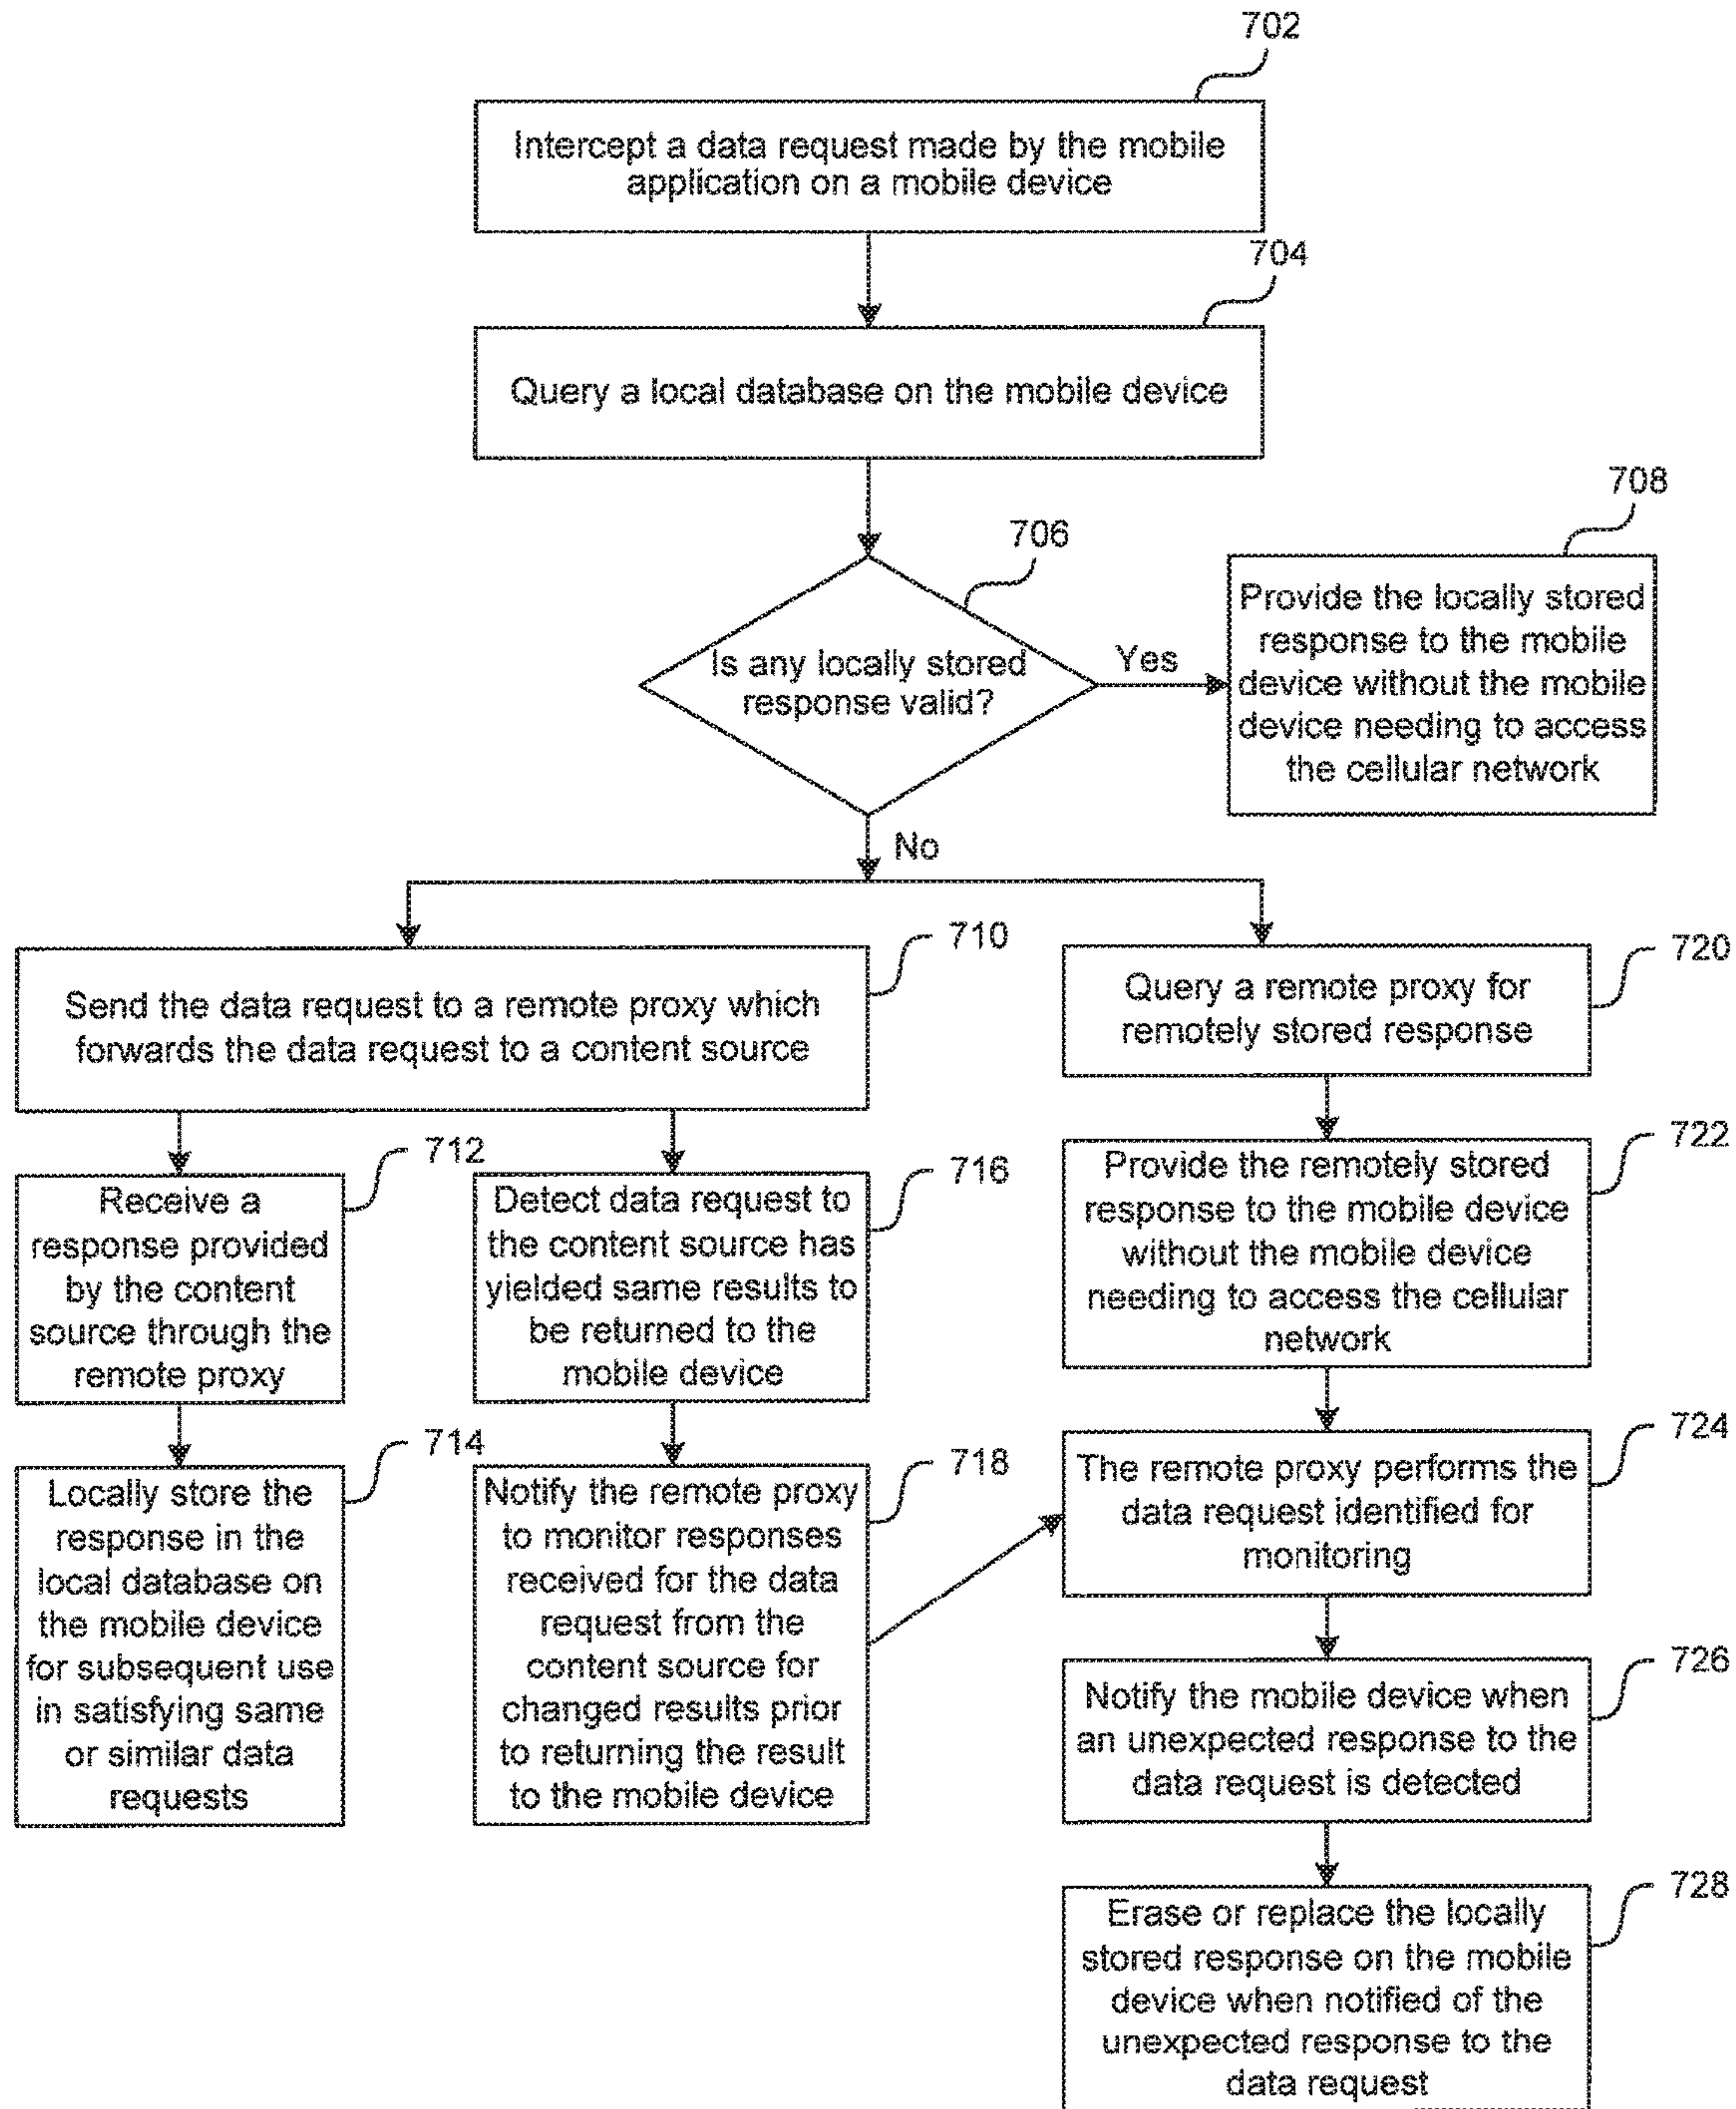 702
Intercept a data request made by the mobile
application on a mobile device
704
Query a local database on the mobile device
706
Is any locally stored
response valid?
Yes
708
Provide the locally stored
response to the mobile
device without the mobile
device needing to access
the cellular network
No
710
Send the data request to a remote proxy which
forwards the data request to a content source
712
Receive a
response provided
by the content
source through the
remote proxy
714
Locally store the
response in the
local database on
the mobile device
for subsequent use
in satisfying same
or similar data
requests
716
Detect data request to
the content source has
yielded same results to
be returned to the
mobile device
718
Notify the remote proxy
to monitor responses
received for the data
request from the
content source for
changed results prior
to returning the result
to the mobile device
720
Query a remote proxy for
remotely stored response
722
Provide the remotely stored
response to the mobile device
without the mobile device
needing to access the cellular
network
724
The remote proxy performs the
data request identified for
monitoring
726
Notify the mobile device when
an unexpected response to the
data request is detected
728
Erase or replace the locally
stored response on the mobile
device when notified of the
unexpected response to the
data request